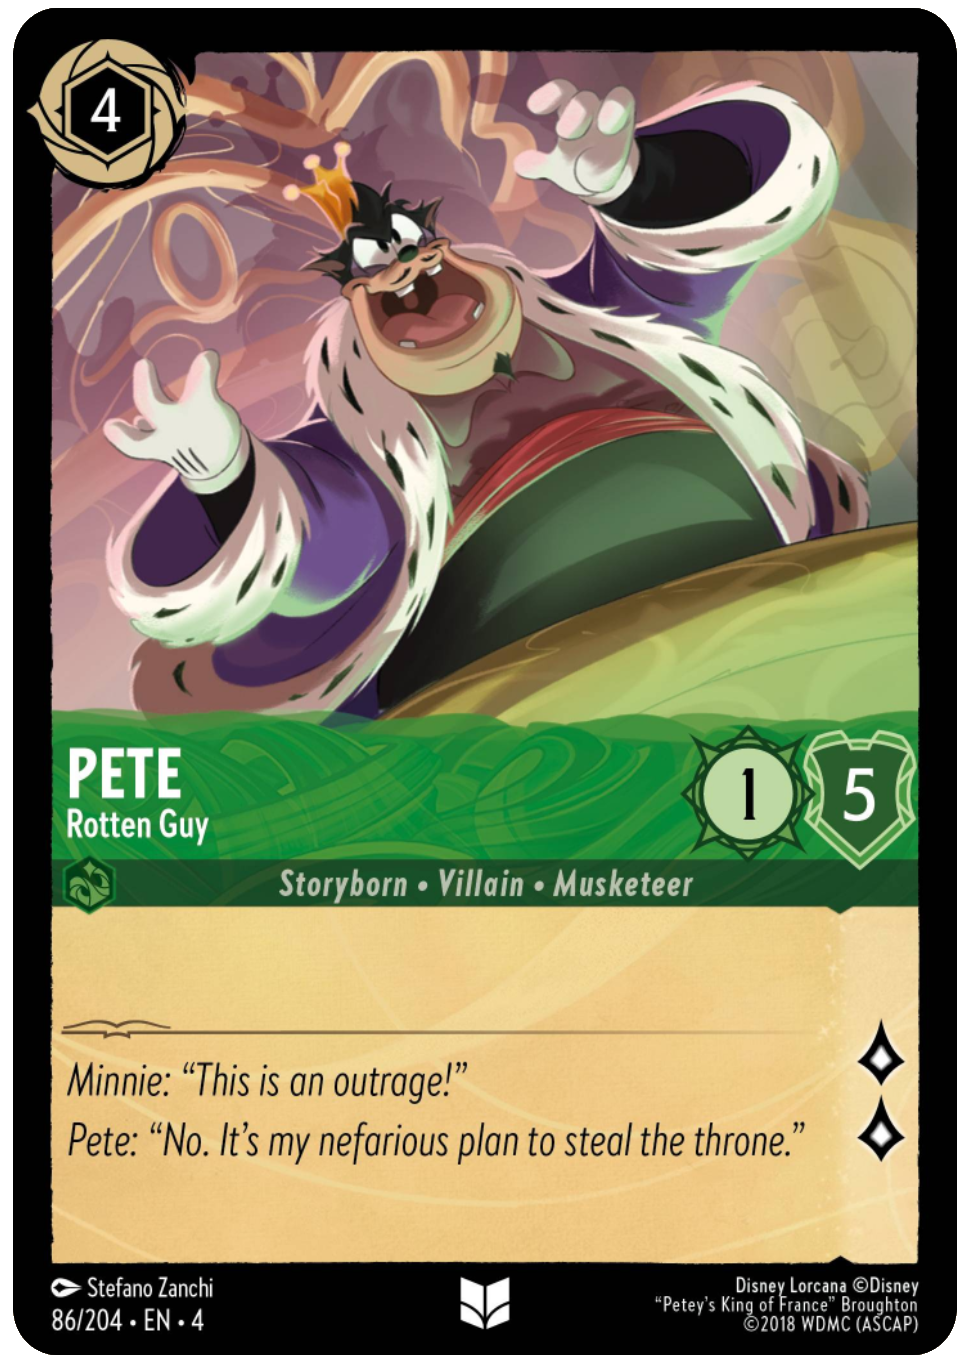 4
PETE
Rotten Guy
1
5
Storyborn • Villain • Musketeer
Minnie: “This is an outrage!”
Pete: “No. It’s my nefarious plan to steal the throne.”
Stefano Zanchi
86/204 • EN • 4
Disney Lorcana ©Disney
“Petey’s King of France” Broughton
©2018 WDMC (ASCAP)